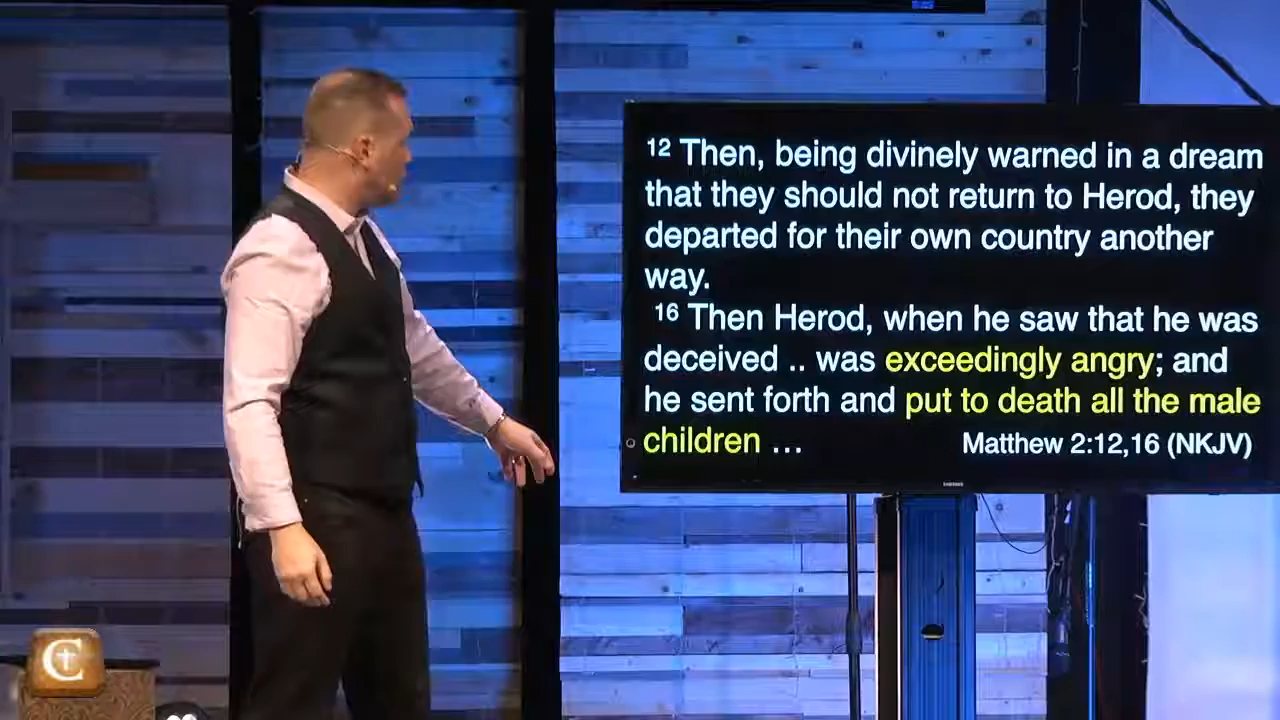 12 Then, being divinely warned in a dream
that they should not return to Herod, they
departed for their own country another
way.
16 Then Herod, when he saw that he was
deceived .. was exceedingly angry; and
he sent forth and put to death all the male
children ...
Matthew 2:12,16 (NKJV)
SAMSUNG
C